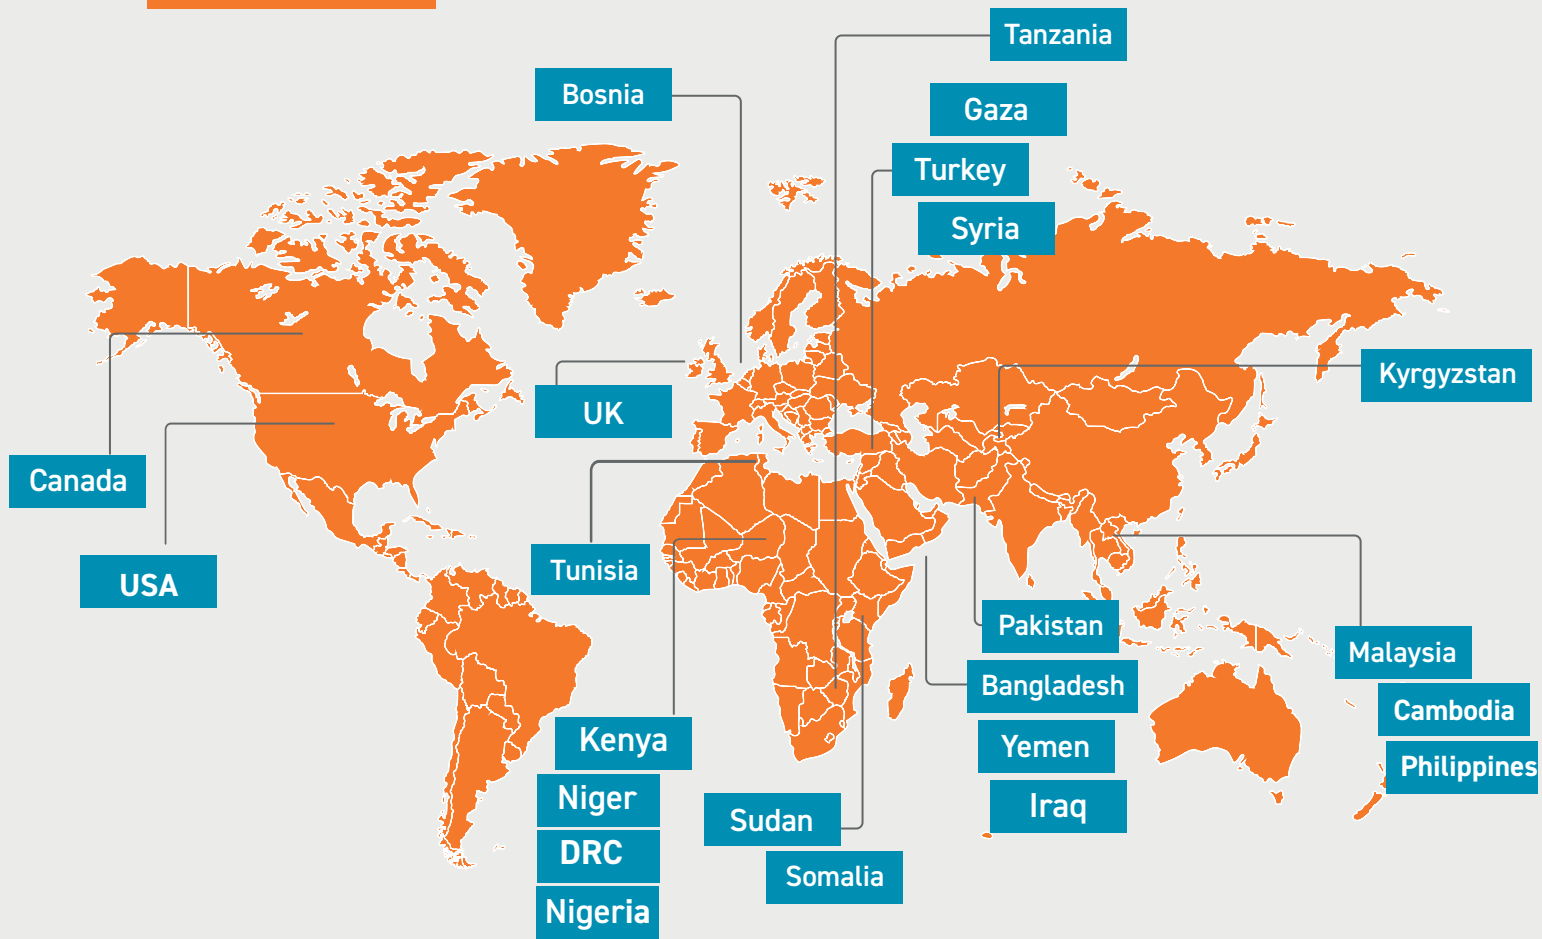 Tanzania
Bosnia
Gaza
Turkey
Syria
Kyrgyzstan
UK
Canada
Tunisia
USA
Pakistan
Malaysia
Bangladesh
Cambodia
Kenya
Yemen
Philippines
Niger
Iraq
Sudan
DRC
Somalia
Nigeria